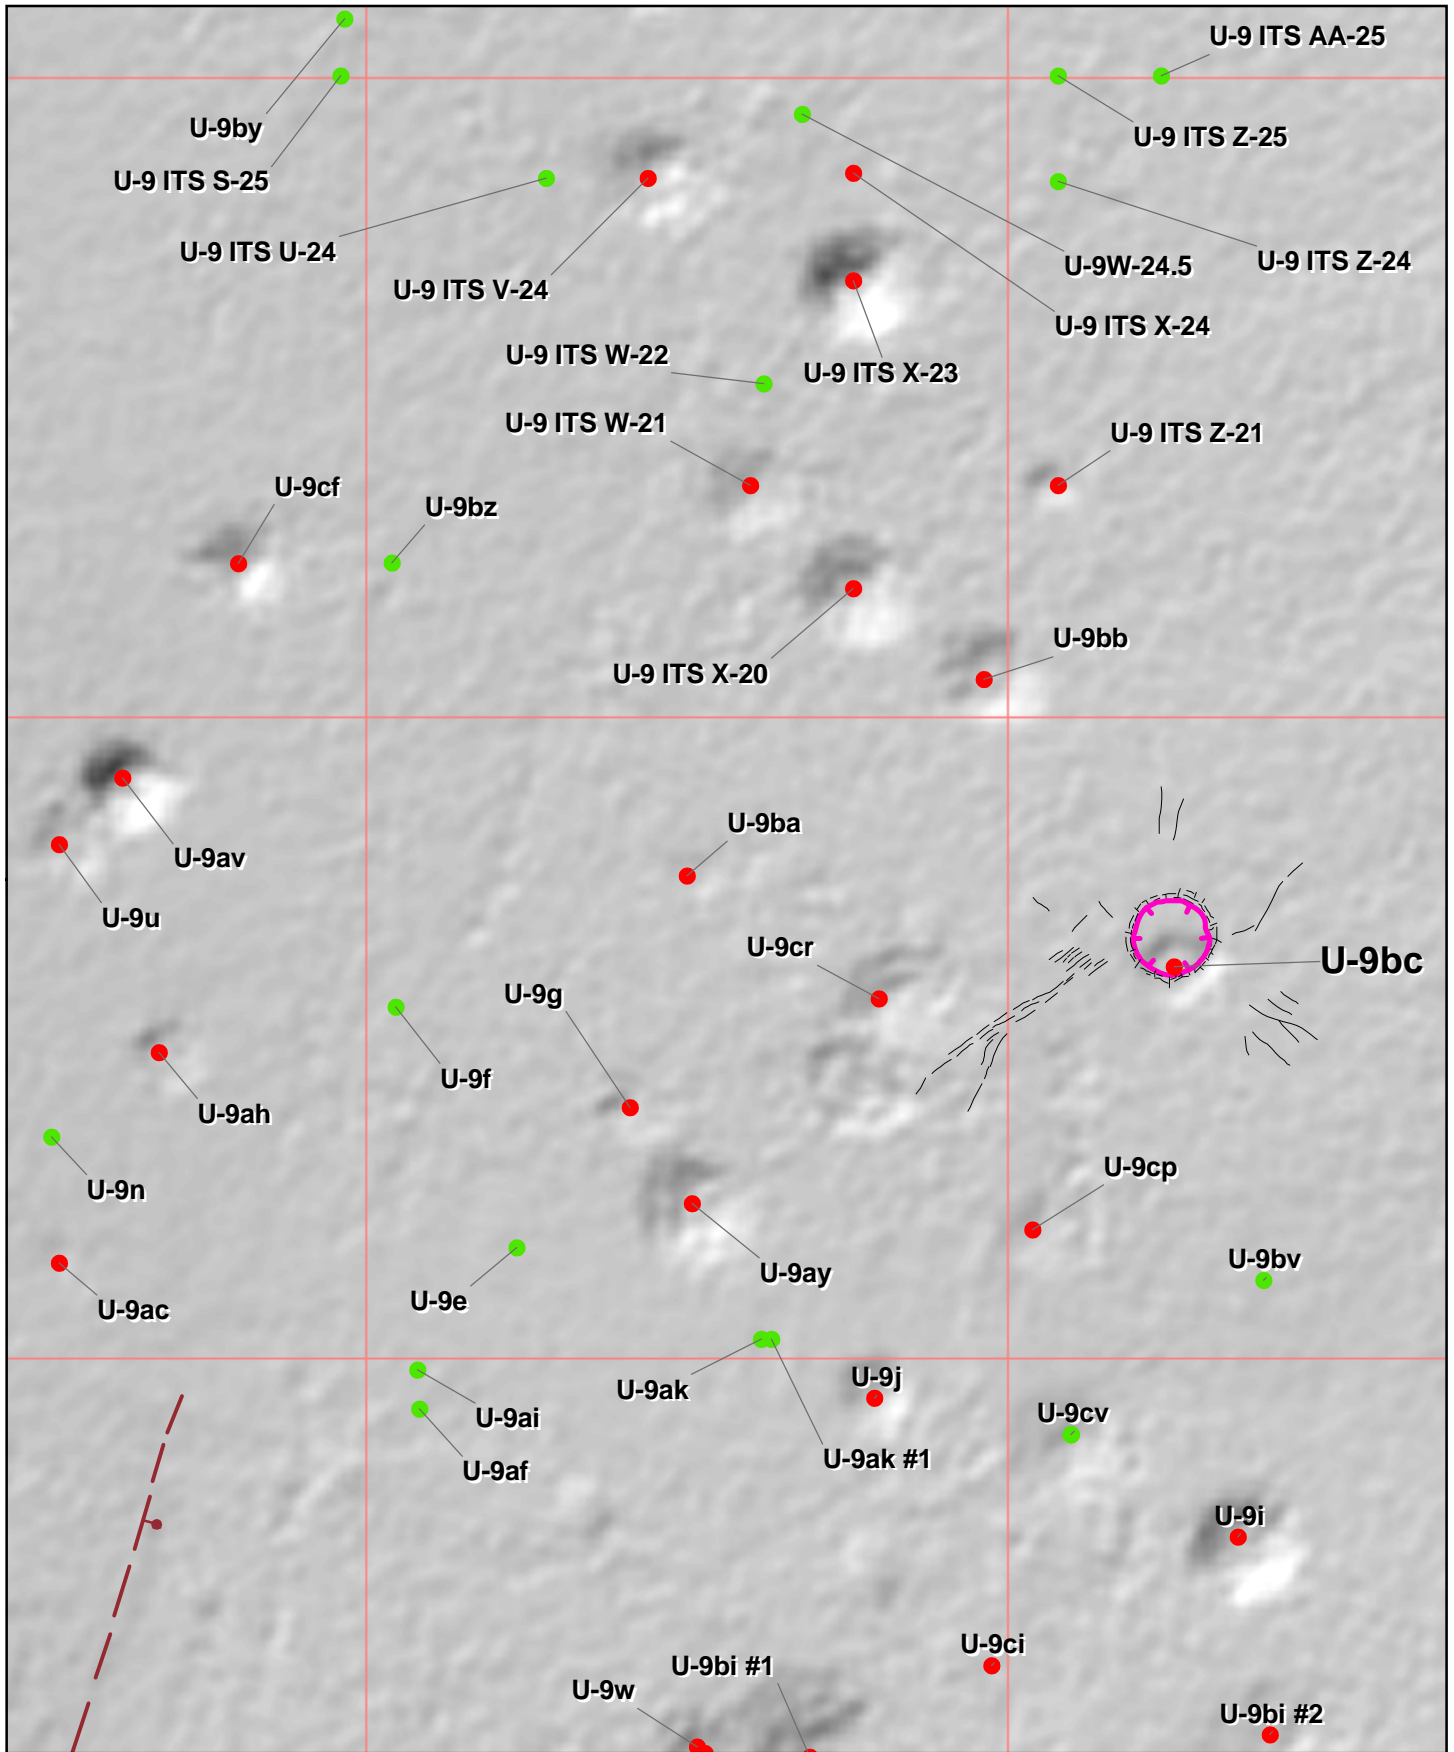 U-9 ITS AA-25
U-9by
U-9 ITS Z-25
U-9 ITS S-25
U-9 ITS U-24
U-9W-24.5
U-9 ITS Z-24
U-9 ITS V-24
U-9 ITS X-24
U-9 ITS W-22
U-9 ITS X-23
U-9 ITS W-21
U-9 ITS Z-21
U-9cf
U-9bz
U-9bb
U-9 ITS X-20
U-9ba
U-9av
U-9u
U-9cr
U-9bc
U-9g
U-9f
U-9ah
U-9cp
U-9n
U-9bv
U-9ay
U-9e
U-9ac
U-9j
U-9ak
U-9cv
U-9ai
U-9ak #1
U-9af
U-9i
U-9ci
U-9bi #1
U-9w
U-9bi #2